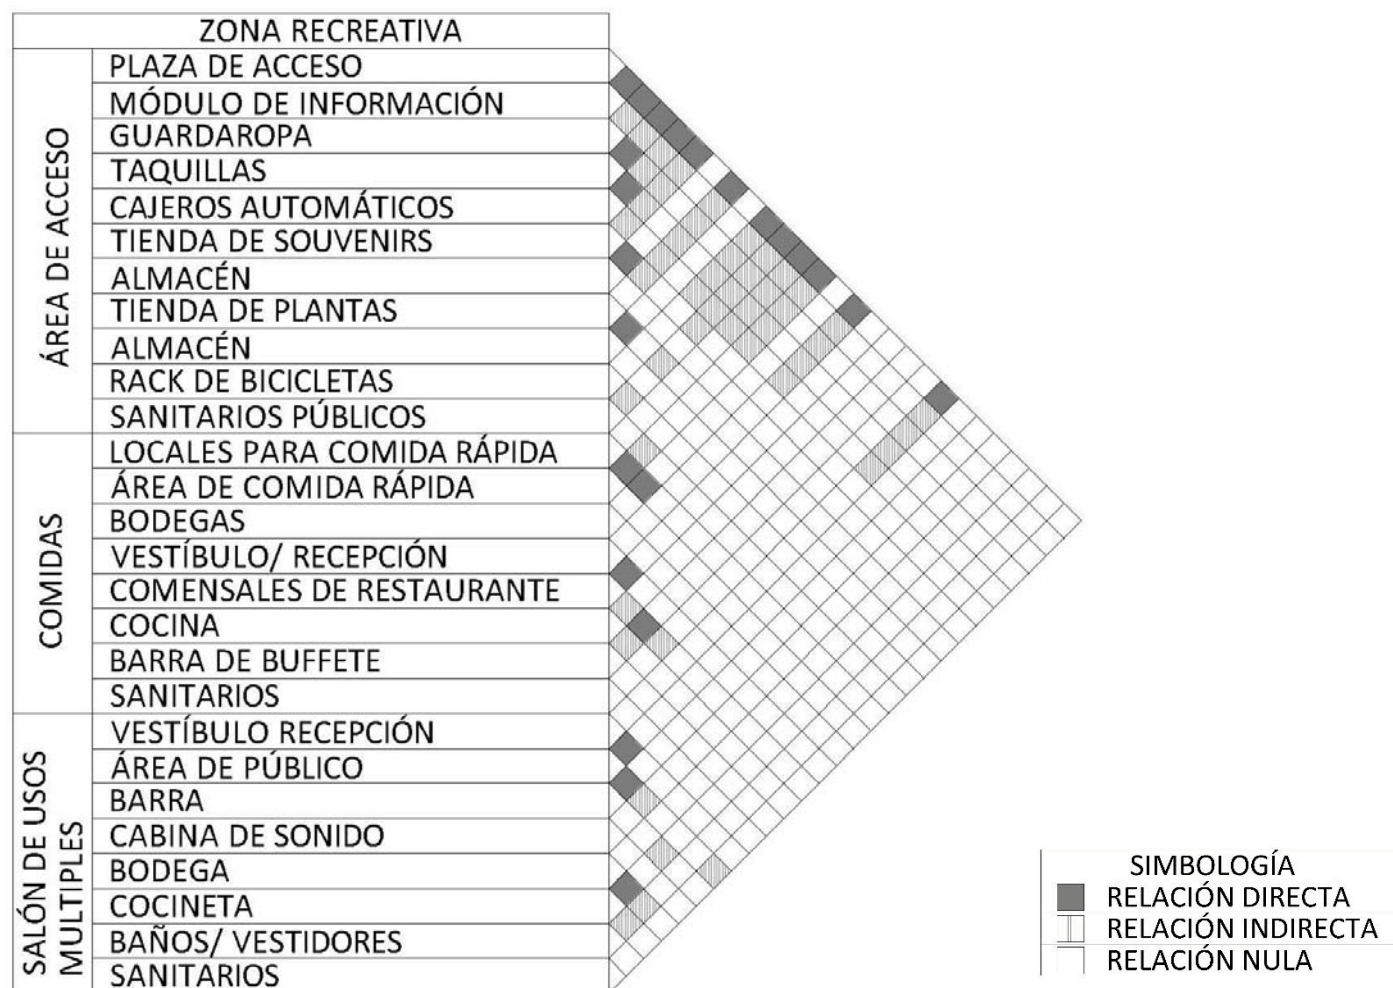 ZONA RECREATIVA
ÁREA DE ACCESO
PLAZA DE ACCESO
MÓDULO DE INFORMACIÓN
GUARDAROPA
TAQUILLAS
CAJEROS AUTOMÁTICOS
TIENDA DE SOUVENIRS
ALMACÉN
TIENDA DE PLANTAS
ALMACÉN
RACK DE BICICLETAS
SANITARIOS PÚBLICOS
COMIDAS
LOCALES PARA COMIDA RÁPIDA
ÁREA DE COMIDA RÁPIDA
BODEGAS
VESTÍBULO/ RECEPCIÓN
COMENSALES DE RESTAURANTE
COCINA
BARRA DE BUFFETE
SANITARIOS
SALÓN DE USOS
MULTIPLES
VESTÍBULO RECEPCIÓN
ÁREA DE PÚBLICO
BARRA
CABINA DE SONIDO
BODEGA
COCINETA
BAÑOS/ VESTIDORES
SANITARIOS
SIMBOLOGÍA
RELACIÓN DIRECTA
RELACIÓN INDIRECTA
RELACIÓN NULA